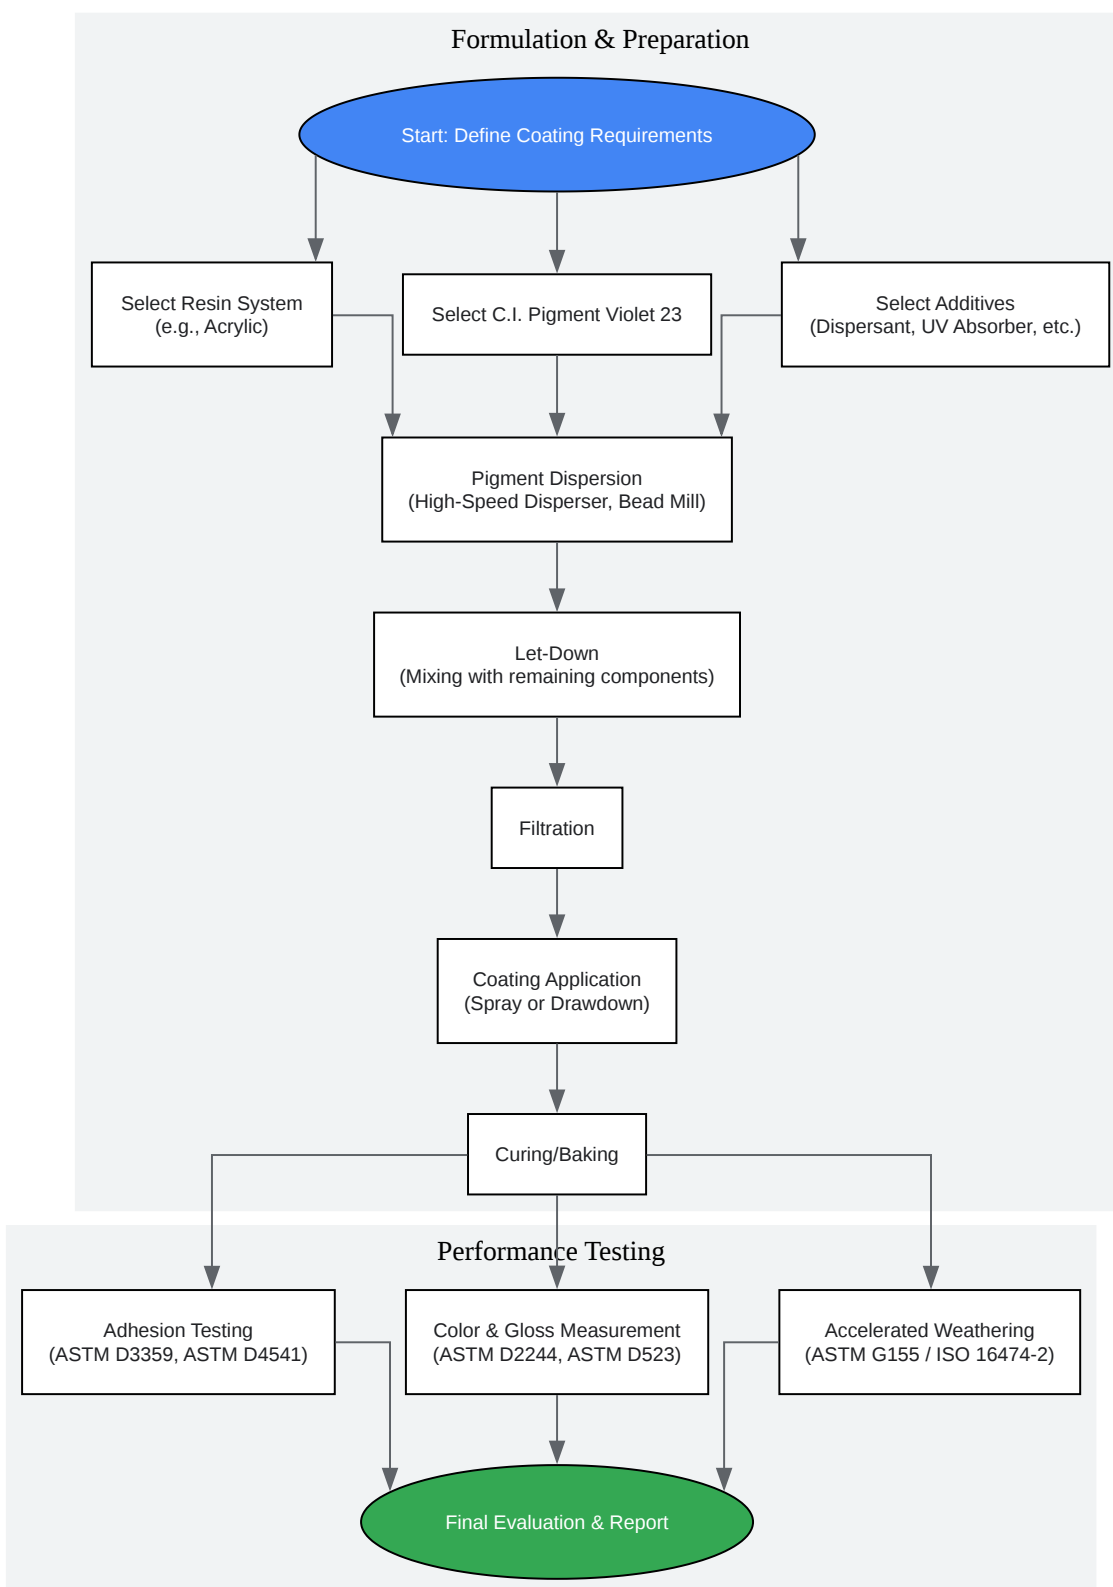 Formulation & Preparation
Start: Define Coating Requirements
Select Resin System
(e.g., Acrylic)
Select C.I. Pigment Violet 23
Select Additives
(Dispersant, UV Absorber, etc.)
Pigment Dispersion
(High-Speed Disperser, Bead Mill)
Let-Down
(Mixing with remaining components)
Filtration
Coating Application
(Spray or Drawdown)
Curing/Baking
Performance Testing
Adhesion Testing
(ASTM D3359, ASTM D4541)
Color & Gloss Measurement
(ASTM D2244, ASTM D523)
Accelerated Weathering
(ASTM G155 / ISO 16474-2)
Final Evaluation & Report